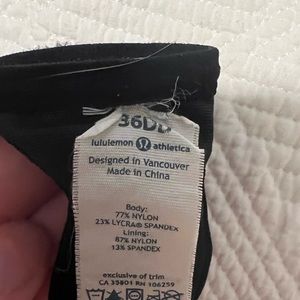 36DD
lululemon athletica
Designed in Vancouver
Made in China
Body:
77% NYLON
23% LYCRA® SPANDEX
Lining:
87% NYLON
13% SPANDEX
exclusive of trim
CA 35801 RN 106259